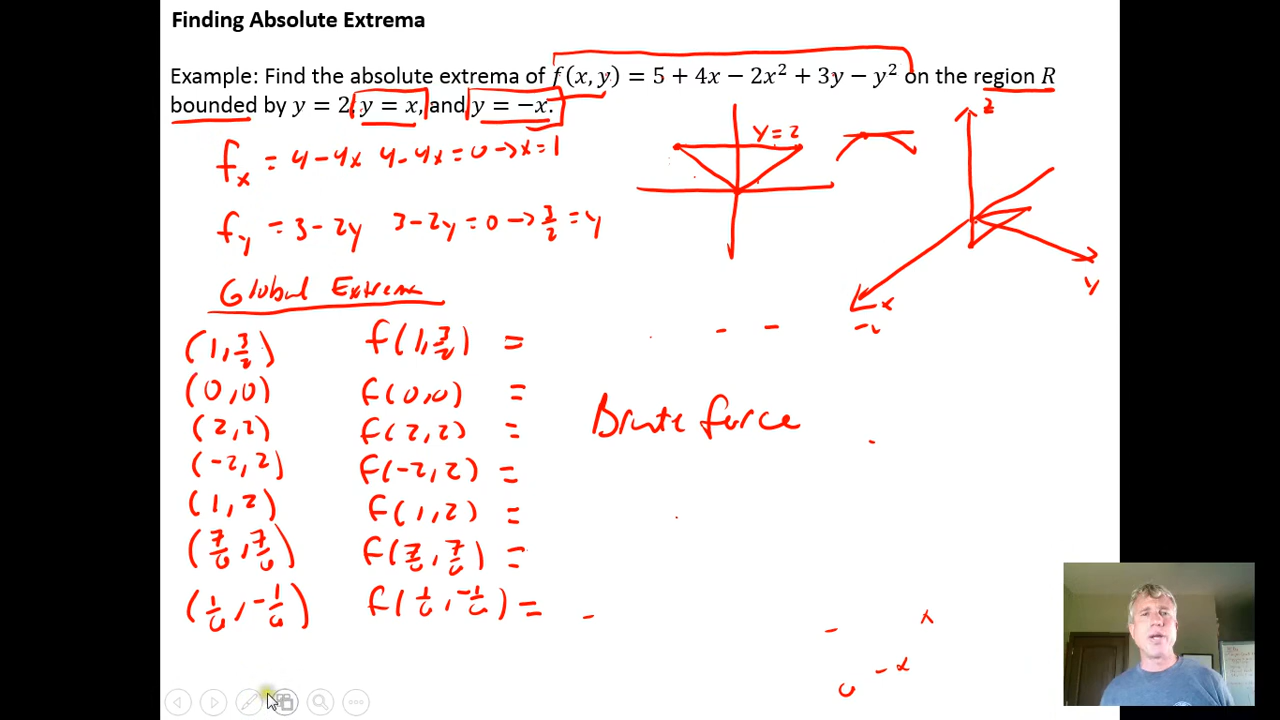 Finding Absolute Extrema
Example: Find the absolute extrema of f(x, y) = 5 + 4x − 2x² + 3y − y² on the region R
bounded by y = 2, y = x, and y = −x.
f_x = 4 - 4x   4 - 4x = 0 → x = 1
f_y = 3 - 2y   3 - 2y = 0 → 3/2 = y
y = 2
z
y
x
-x
Global Extrema
(1, 3/2)   f(1, 3/2) =
(0, 0)   f(0, 0) =
(2, 2)   f(2, 2) =
(-2, 2)   f(-2, 2) =
(1, 2)   f(1, 2) =
(7/6, 7/6)   f(7/6, 7/6) =
(1/6, -1/6)   f(1/6, -1/6) =
Brute force
x
-x